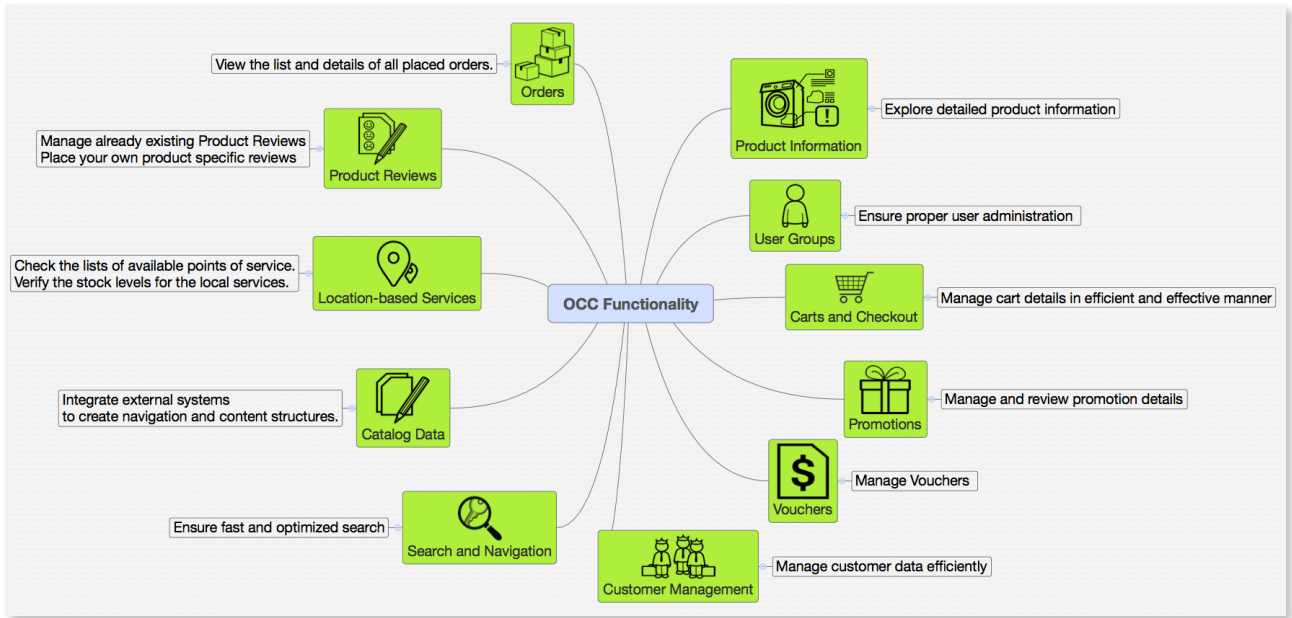 OCC Functionality
Orders
View the list and details of all placed orders.
Product Reviews
Manage already existing Product Reviews
Place your own product specific reviews
Location-based Services
Check the lists of available points of service.
Verify the stock levels for the local services.
Catalog Data
Integrate external systems
to create navigation and content structures.
Search and Navigation
Ensure fast and optimized search
Product Information
Explore detailed product information
User Groups
Ensure proper user administration
Carts and Checkout
Manage cart details in efficient and effective manner
Promotions
Manage and review promotion details
$
Vouchers
Manage Vouchers
Customer Management
Manage customer data efficiently